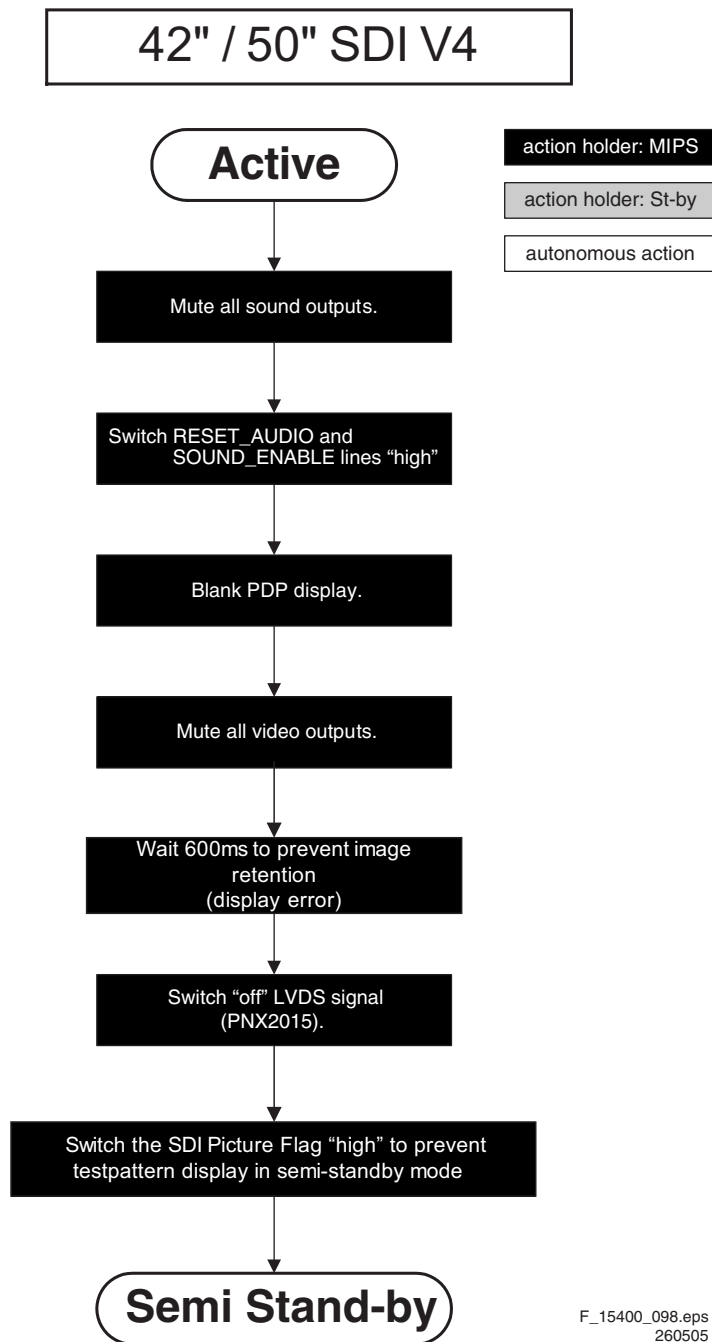 42" / 50" SDI V4
Active
action holder: MIPS
action holder: St-by
autonomous action
Mute all sound outputs.
Switch RESET_AUDIO and
SOUND_ENABLE lines “high”
Blank PDP display.
Mute all video outputs.
Wait 600ms to prevent image
retention
(display error)
Switch “off” LVDS signal
(PNX2015).
Switch the SDI Picture Flag “high” to prevent
testpattern display in semi-standby mode
Semi Stand-by
F_15400_098.eps
260505